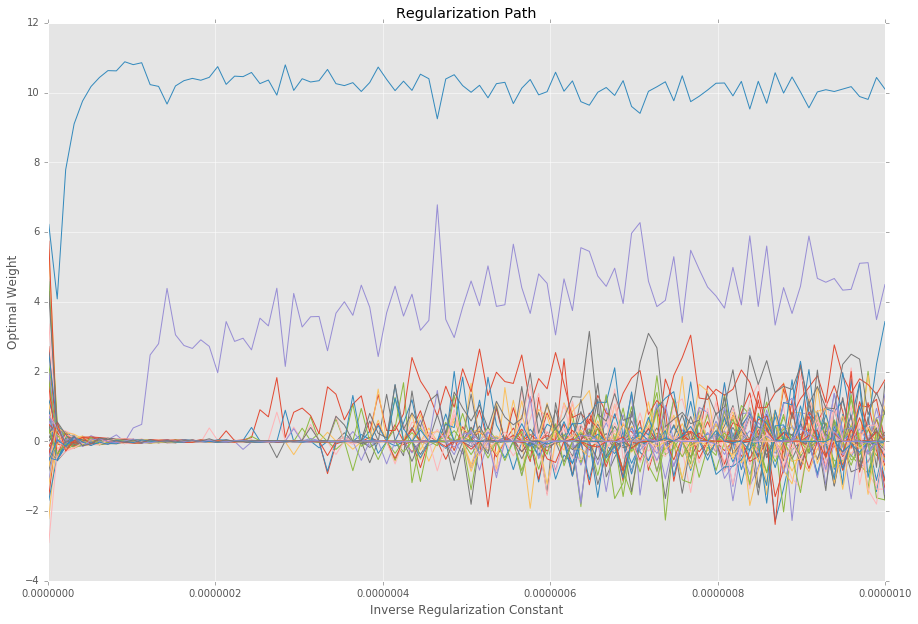 Regularization Path
12
10
8
6
4
2
0
−2
−4
Optimal Weight
0.0000000 0.0000002 0.0000004 0.0000006 0.0000008 0.0000010
Inverse Regularization Constant